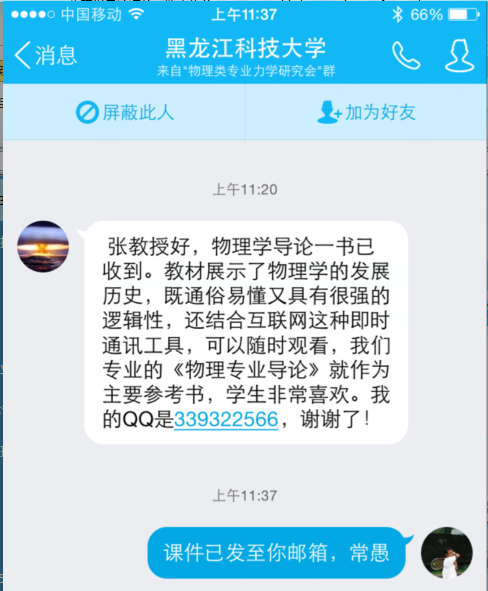 中国移动 上午11:37 66%
消息 黑龙江科技大学
来自"物理类专业力学研究会"群
屏蔽此人 加为好友
上午11:20
张教授好，物理学导论一书已
收到。教材展示了物理学的发展
历史，既通俗易懂又具有很强的
逻辑性，还结合互联网这种即时
通讯工具，可以随时观看，我们
专业的《物理专业导论》就作为
主要参考书，学生非常喜欢。我
的QQ是339322566，谢谢了！
上午11:37
课件已发至你邮箱，常愚